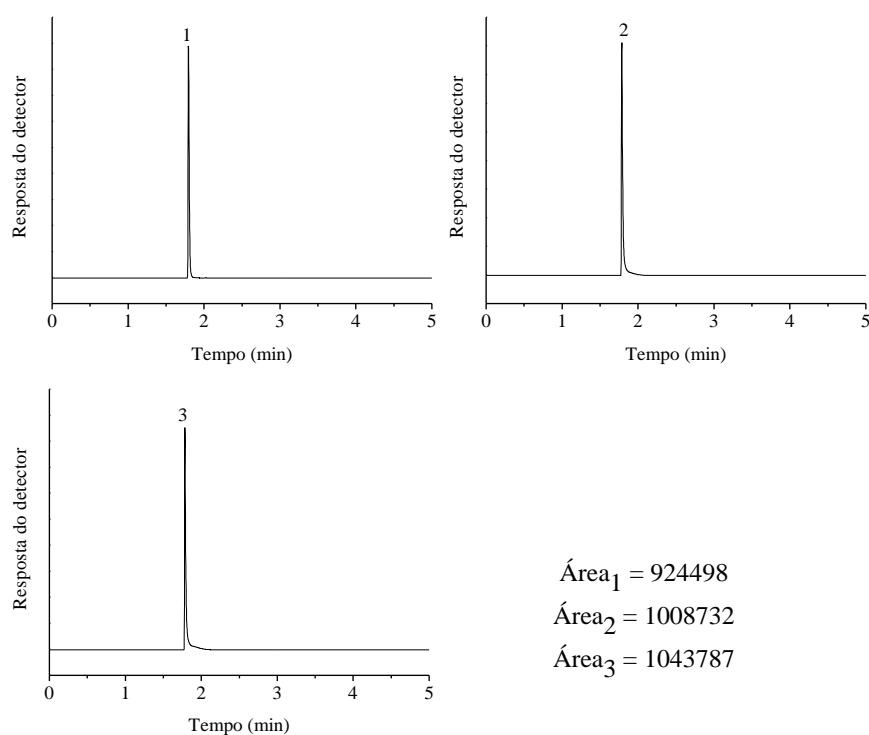 1
Resposta do detector
0 1 2 3 4 5
Tempo (min)
2
Resposta do detector
0 1 2 3 4 5
Tempo (min)
3
Resposta do detector
0 1 2 3 4 5
Tempo (min)
Área1 = 924498
Área2 = 1008732
Área3 = 1043787